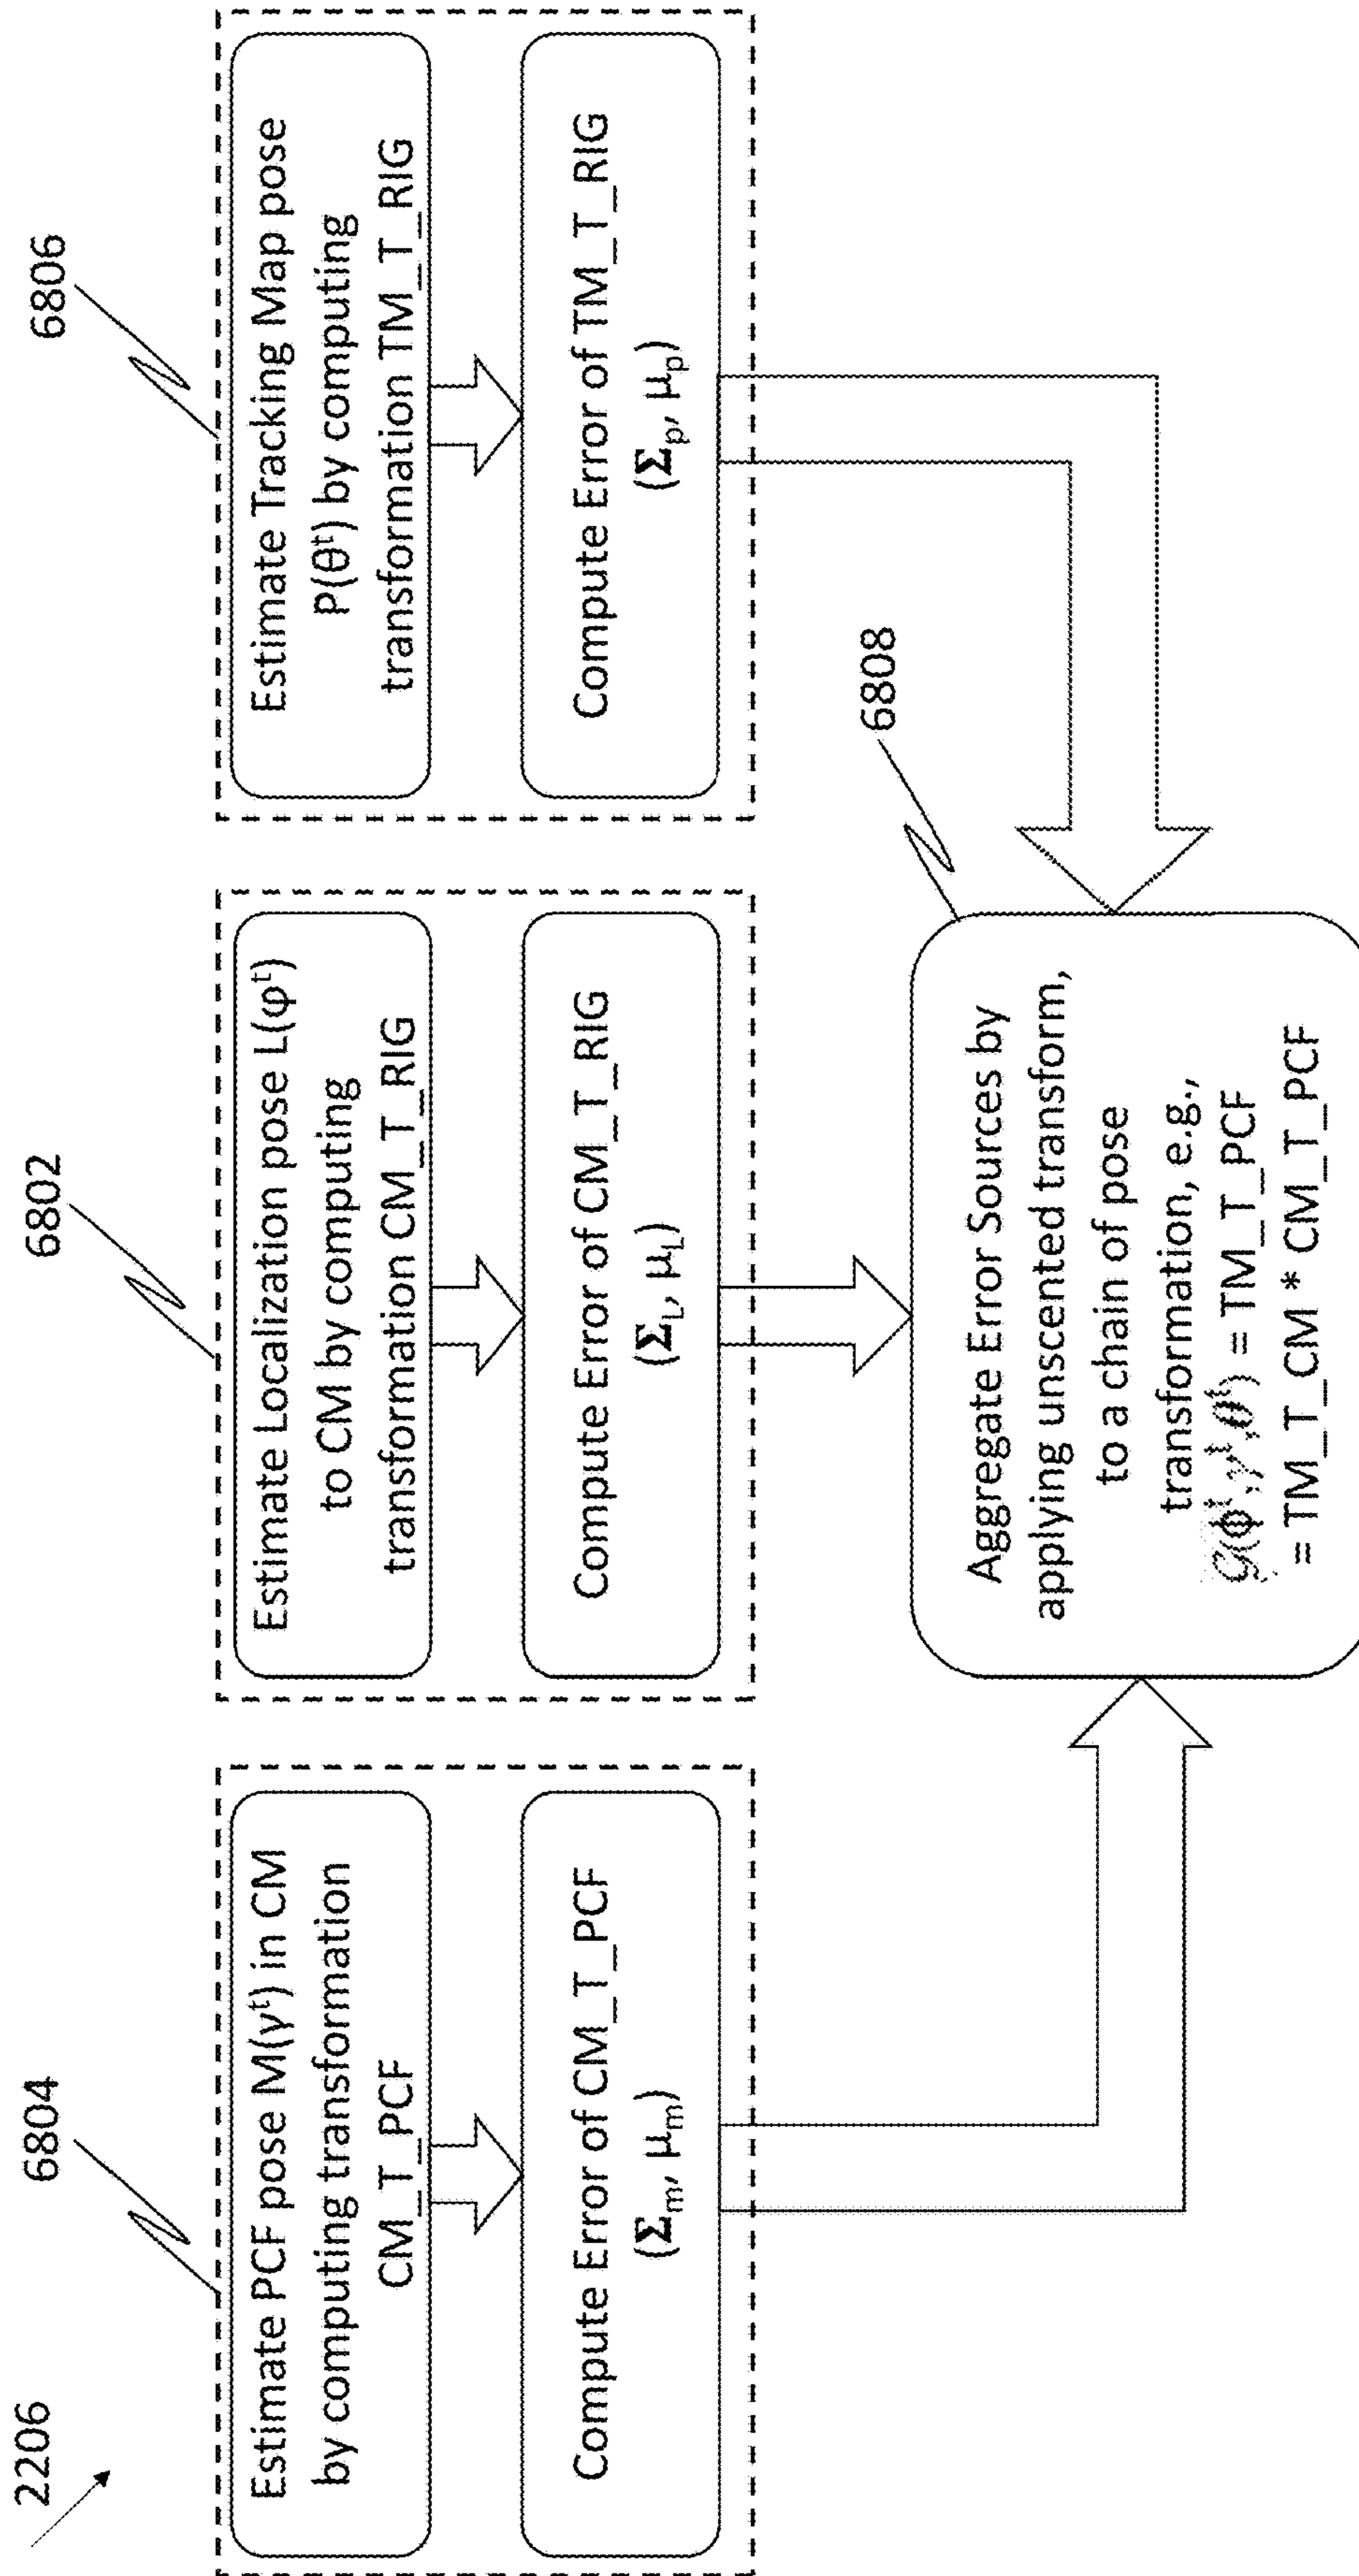 2206
6804
Estimate PCF pose M(γᵗ) in CM
by computing transformation
CM_T_PCF
Compute Error of CM_T_PCF
(Σₘ, μₘ)
6802
Estimate Localization pose L(φᵗ)
to CM by computing
transformation CM_T_RIG
Compute Error of CM_T_RIG
(Σ_L, μ_L)
6806
Estimate Tracking Map pose
P(θᵗ) by computing
transformation TM_T_RIG
Compute Error of TM_T_RIG
(Σₚ, μₚ)
6808
Aggregate Error Sources by
applying unscented transform,
to a chain of pose
transformation, e.g.,
g(ϕᵗ,γᵗ,θᵗ) = TM_T_PCF
= TM_T_CM * CM_T_PCF